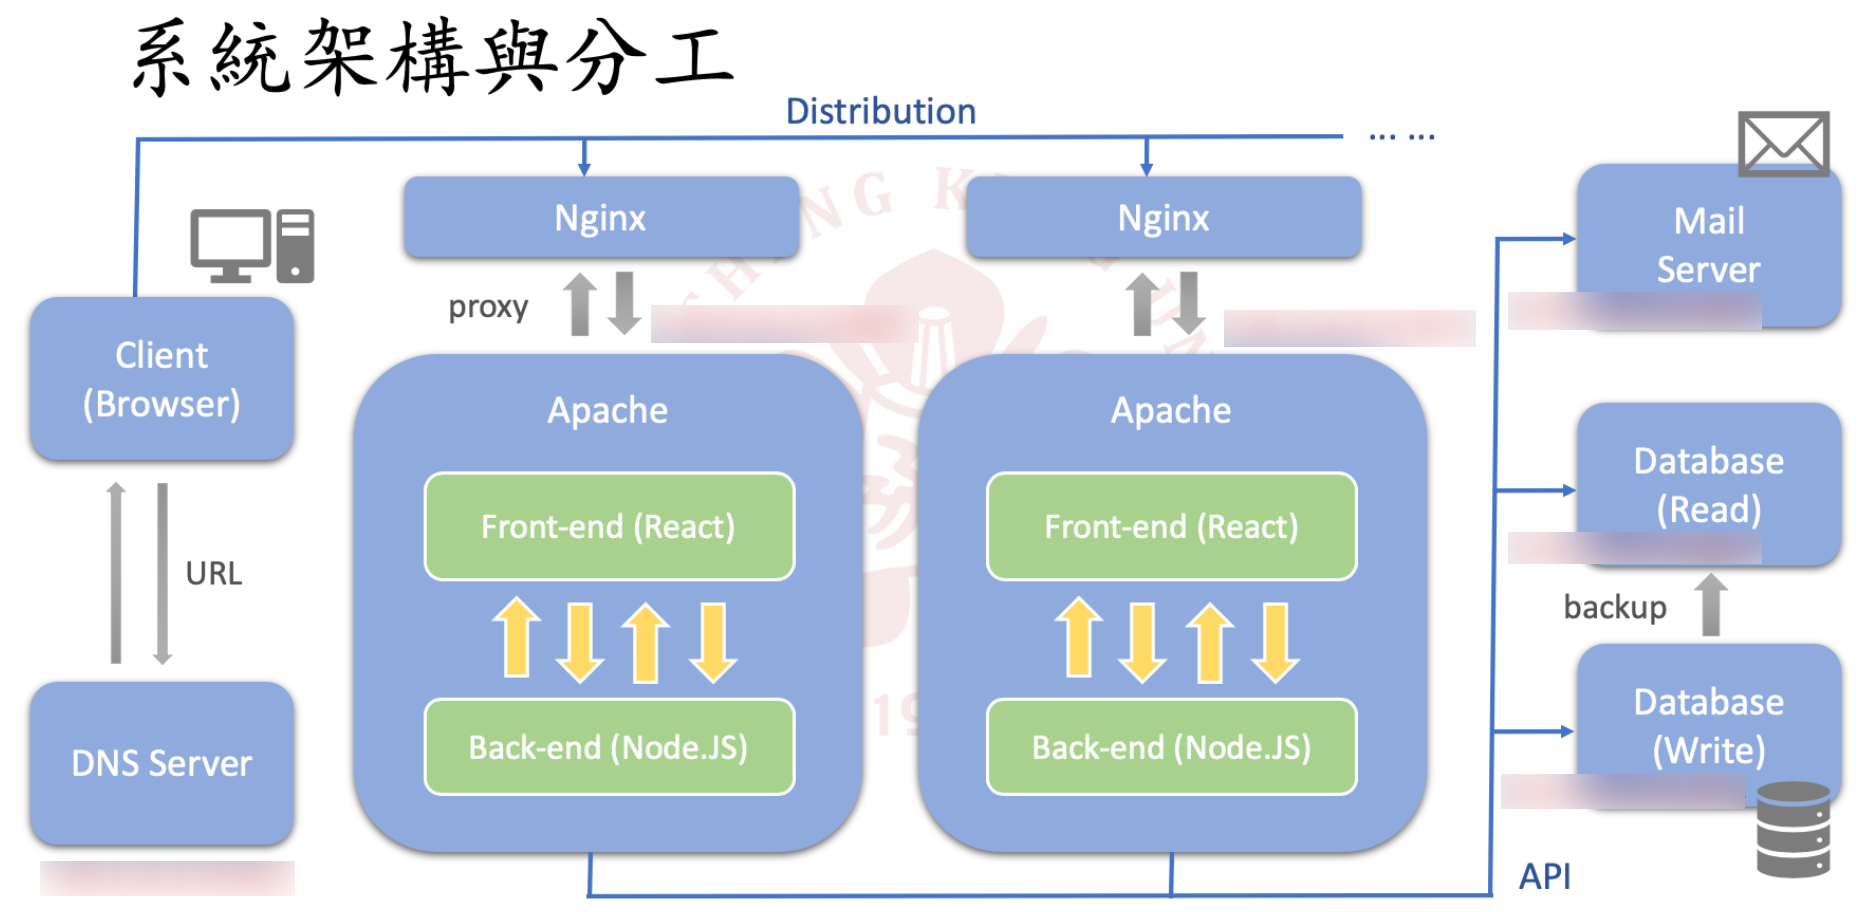 系統架構與分工
Distribution
... ...
Nginx
Nginx
Mail
Server
proxy
Client
(Browser)
Apache
Apache
Database
(Read)
Front-end (React)
Front-end (React)
URL
backup
Database
(Write)
Back-end (Node.JS)
Back-end (Node.JS)
DNS Server
API